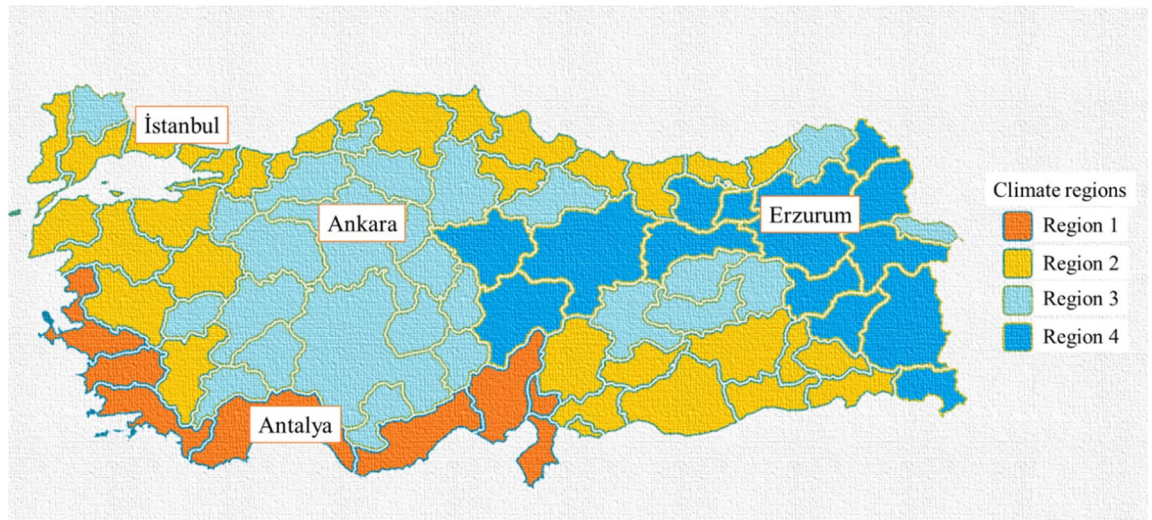 İstanbul
Ankara
Erzurum
Antalya
Climate regions
Region 1
Region 2
Region 3
Region 4